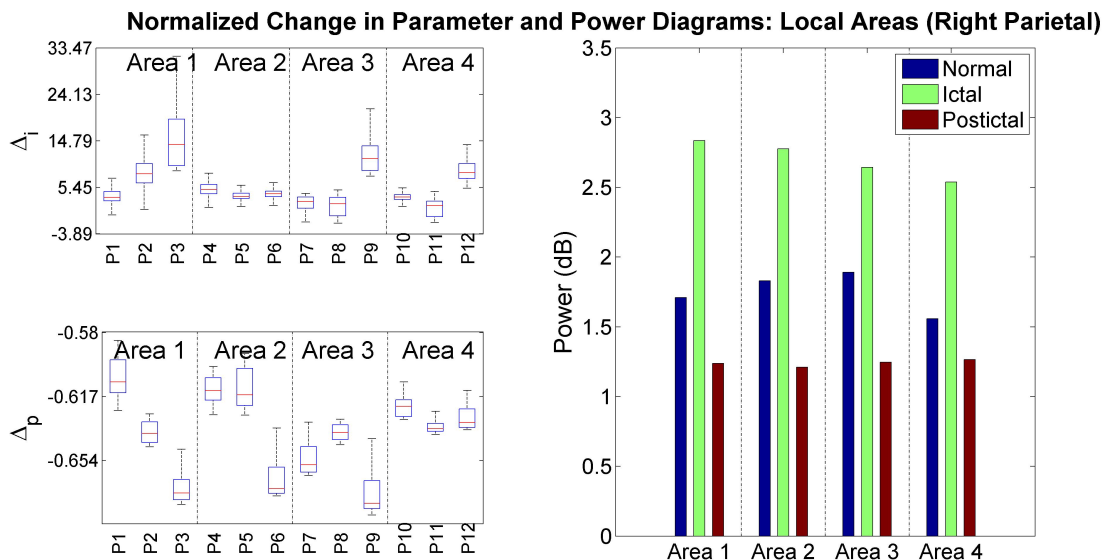 Normalized Change in Parameter and Power Diagrams: Local Areas (Right Parietal)
33.47
24.13
14.79
5.45
-3.89
Δi
Area 1 Area 2 Area 3 Area 4
P1 P2 P3 P4 P5 P6 P7 P8 P9 P10 P11 P12
-0.58
-0.617
-0.654
Δp
Area 1 Area 2 Area 3 Area 4
P1 P2 P3 P4 P5 P6 P7 P8 P9 P10 P11 P12
3.5
3
2.5
2
1.5
1
0.5
0
Power (dB)
Normal
Ictal
Postictal
Area 1 Area 2 Area 3 Area 4